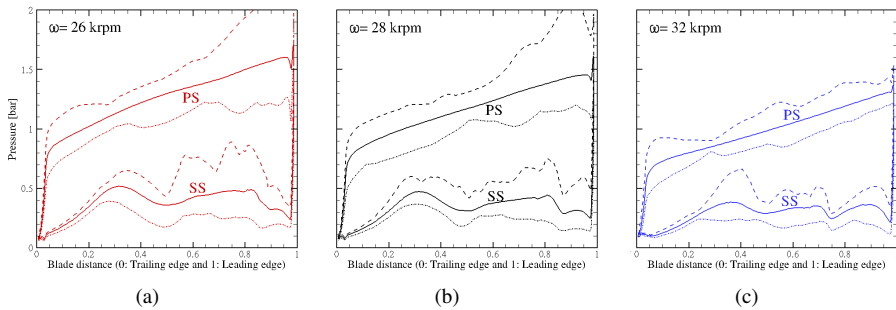 2
1.5
1
0.5
0
Pressure [bar]
ω= 26 krpm
PS
SS
0 0.2 0.4 0.6 0.8 1
Blade distance (0: Trailing edge and 1: Leading edge)
(a)
ω= 28 krpm
PS
SS
0 0.2 0.4 0.6 0.8 1
Blade distance (0: Trailing edge and 1: Leading edge)
(b)
ω= 32 krpm
PS
SS
0 0.2 0.4 0.6 0.8 1
Blade distance (0: Trailing edge and 1: Leading edge)
(c)